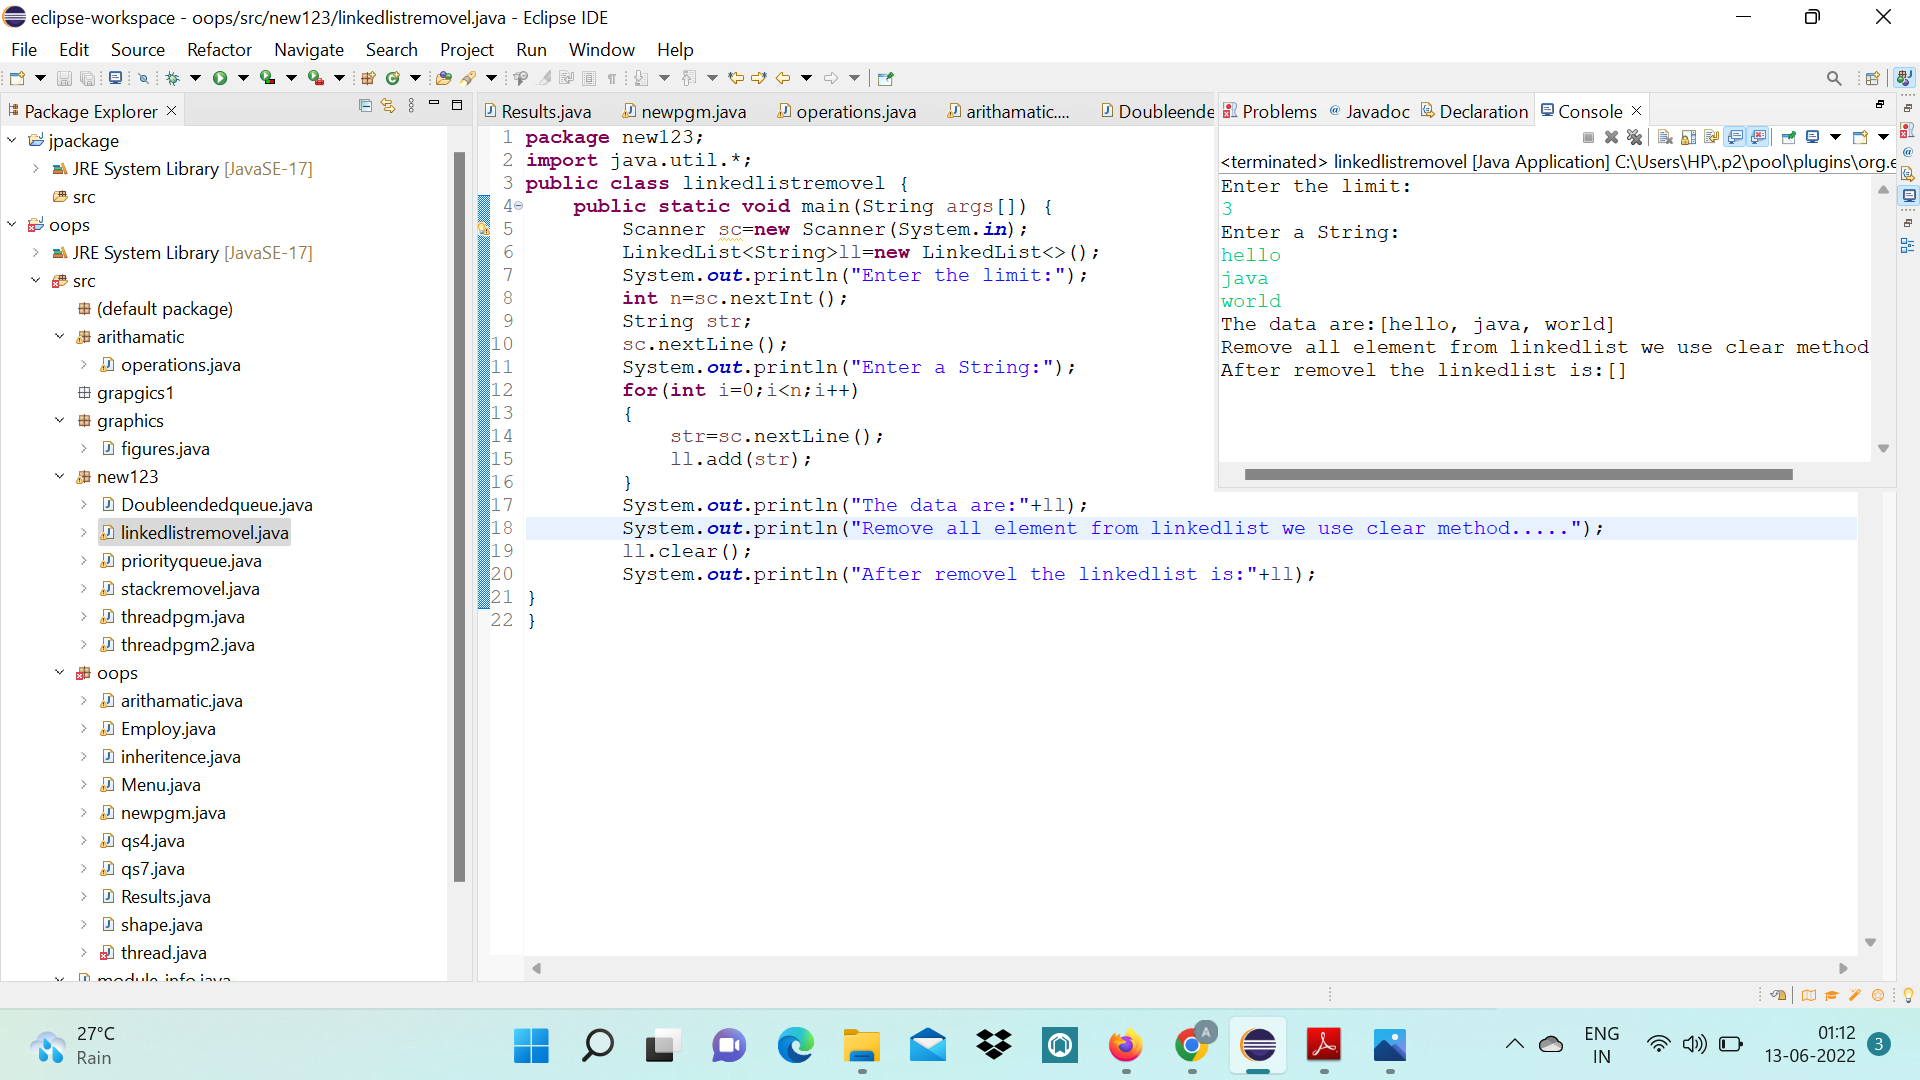 eclipse-workspace - oops/src/new123/linkedlistremovel.java - Eclipse IDE
File Edit Source Refactor Navigate Search Project Run Window Help
Package Explorer
jpackage
JRE System Library [JavaSE-17]
src
oops
JRE System Library [JavaSE-17]
src
(default package)
arithamatic
operations.java
grapgics1
graphics
figures.java
new123
Doubleendedqueue.java
linkedlistremovel.java
priorityqueue.java
stackremovel.java
threadpgm.java
threadpgm2.java
oops
arithamatic.java
Employ.java
inheritence.java
Menu.java
newpgm.java
qs4.java
qs7.java
Results.java
shape.java
thread.java
module-info.java
Results.java newpgm.java operations.java arithamatic.... Doubleende
1 package new123;
2 import java.util.*;
3 public class linkedlistremovel {
4 public static void main(String args[]) {
5 Scanner sc=new Scanner(System.in);
6 LinkedList<String>ll=new LinkedList<>();
7 System.out.println("Enter the limit:");
8 int n=sc.nextInt();
9 String str;
10 sc.nextLine();
11 System.out.println("Enter a String:");
12 for(int i=0;i<n;i++)
13 {
14 str=sc.nextLine();
15 ll.add(str);
16 }
17 System.out.println("The data are:"+ll);
18 System.out.println("Remove all element from linkedlist we use clear method.....");
19 ll.clear();
20 System.out.println("After removel the linkedlist is:"+ll);
21 }
22 }
Problems Javadoc Declaration Console
<terminated> linkedlistremovel [Java Application] C:\Users\HP\.p2\pool\plugins\org.e
Enter the limit:
3
Enter a String:
hello
java
world
The data are:[hello, java, world]
Remove all element from linkedlist we use clear method
After removel the linkedlist is:[]
27°C
Rain
A
ENG
IN
01:12
13-06-2022
3